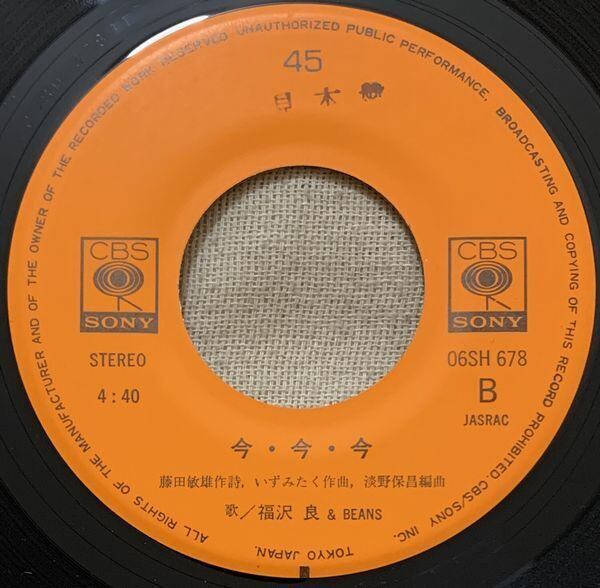 ALL RIGHTS OF THE MANUFACTURER AND OF THE OWNER OF THE RECORDED WORK RESERVED UNAUTHORIZED PUBLIC PERFORMANCE, BROADCASTING AND COPYING OF THIS RECORD PROHIBITED. CBS/SONY INC. TOKYO JAPAN.
45
見本
CBS
SONY
CBS
SONY
STEREO
06SH 678
4:40
B
JASRAC
今・今・今
藤田敏雄作詩, いずみたく作曲, 淡野保昌編曲
歌/福沢 良 & BEANS